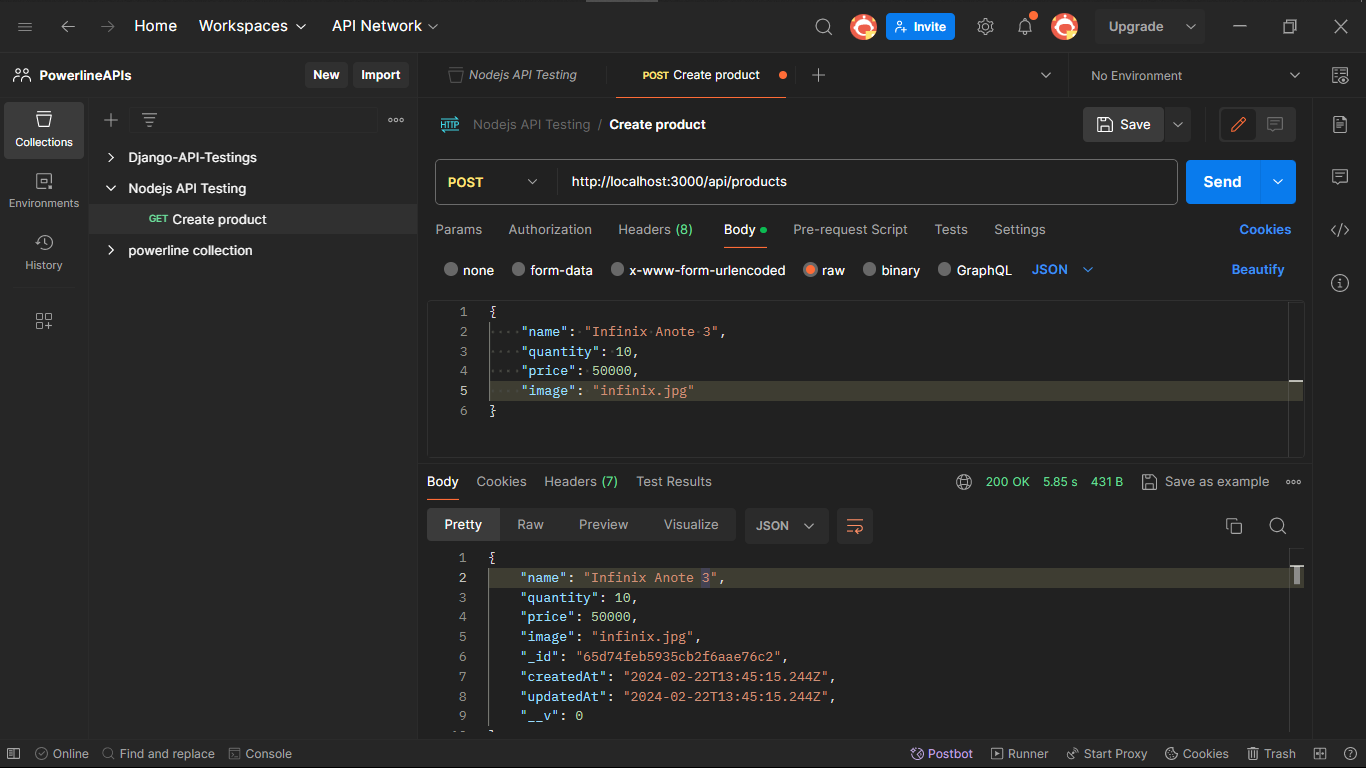 Home Workspaces API Network Invite Upgrade
PowerlineAPIs New Import Nodejs API Testing POST Create product No Environment
Collections
Environments
History
Django-API-Testings
Nodejs API Testing
GET Create product
powerline collection
HTTP Nodejs API Testing / Create product Save
POST http://localhost:3000/api/products Send
Params Authorization Headers (8) Body Pre-request Script Tests Settings Cookies
none form-data x-www-form-urlencoded raw binary GraphQL JSON Beautify
1 {
2 "name": "Infinix Anote 3",
3 "quantity": 10,
4 "price": 50000,
5 "image": "infinix.jpg"
6 }
Body Cookies Headers (7) Test Results 200 OK 5.85 s 431 B Save as example
Pretty Raw Preview Visualize JSON
1 {
2 "name": "Infinix Anote 3",
3 "quantity": 10,
4 "price": 50000,
5 "image": "infinix.jpg",
6 "_id": "65d74feb5935cb2f6aae76c2",
7 "createdAt": "2024-02-22T13:45:15.244Z",
8 "updatedAt": "2024-02-22T13:45:15.244Z",
9 "__v": 0
Online Find and replace Console Postbot Runner Start Proxy Cookies Trash